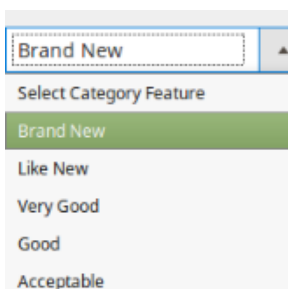 Brand New
Select Category Feature
Brand New
Like New
Very Good
Good
Acceptable